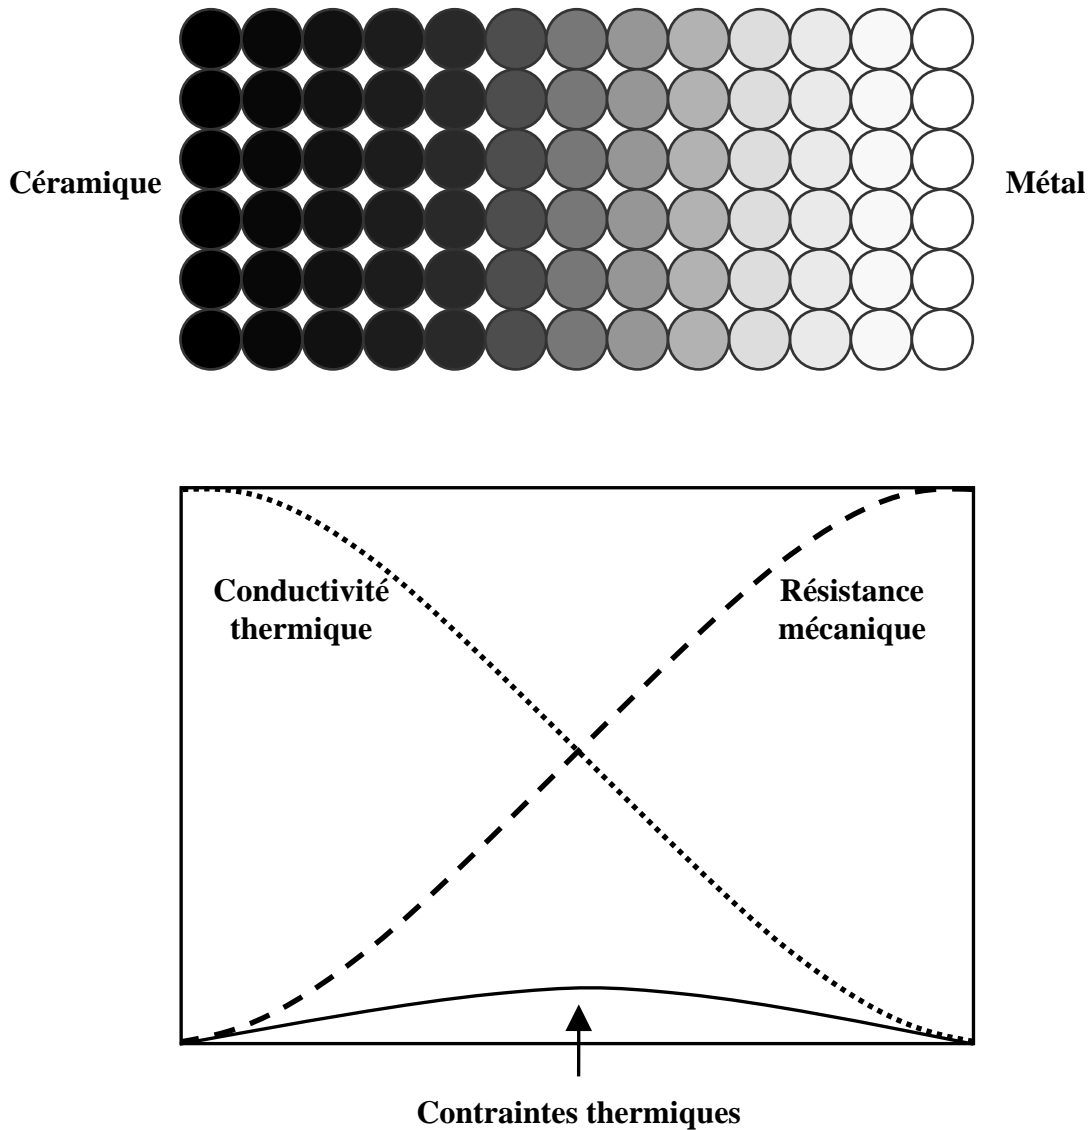 Céramique
Métal
Conductivité
thermique
Résistance
mécanique
Contraintes thermiques